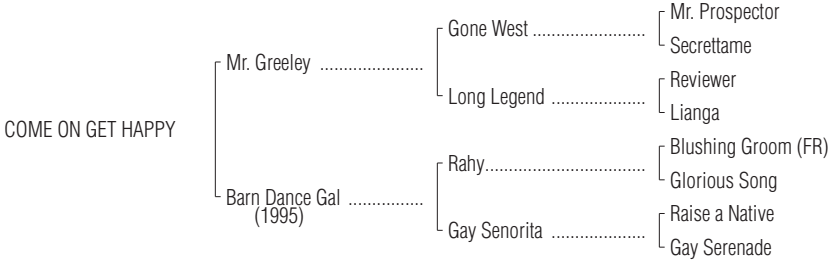 Mr. Prospector
Gone West ........................
Secrettame
Mr. Greeley ......................
Reviewer
Long Legend ....................
Lianga
COME ON GET HAPPY
Blushing Groom (FR)
Rahy..................................
Glorious Song
Barn Dance Gal ................
(1995)
Raise a Native
Gay Senorita ....................
Gay Serenade